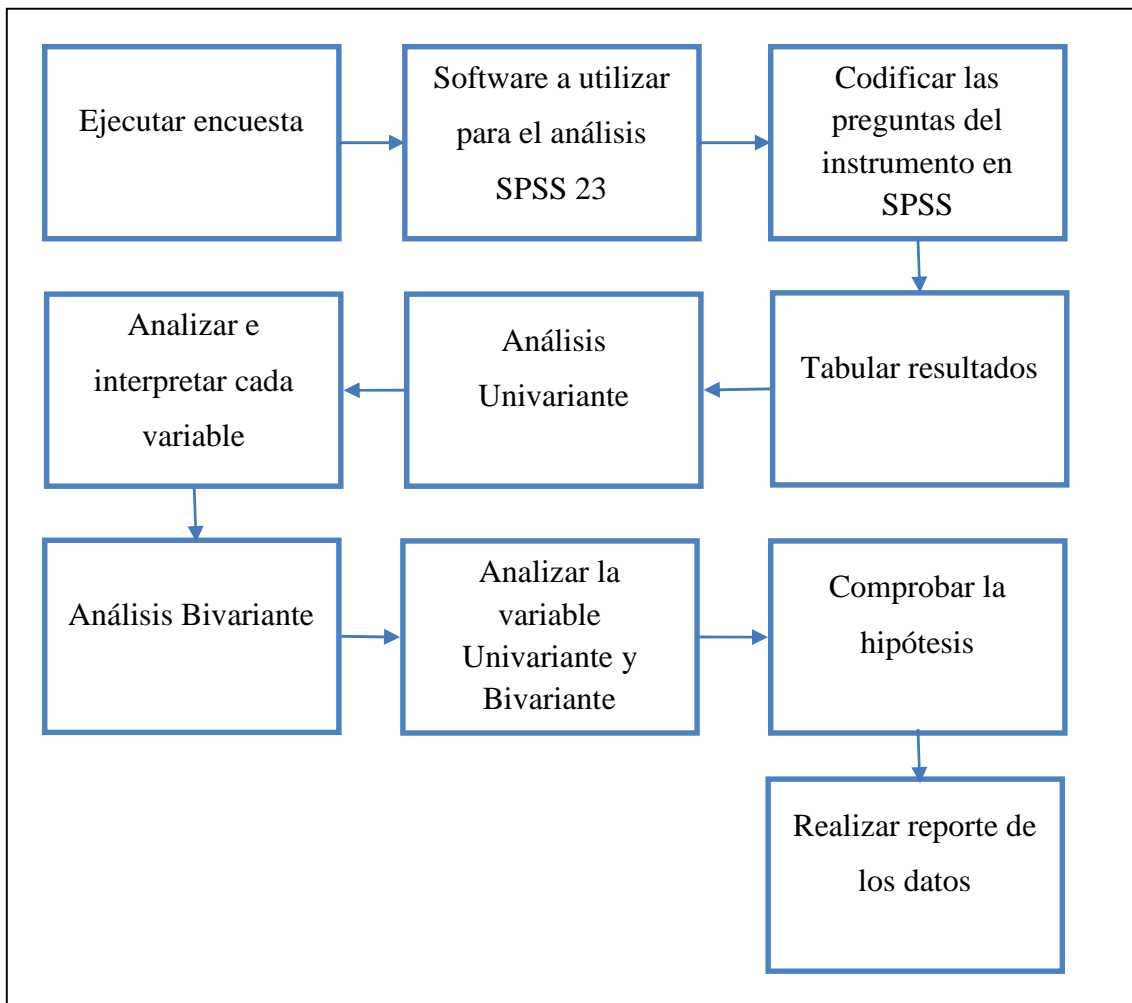 Ejecutar encuesta
Software a utilizar
para el análisis
SPSS 23
Codificar las
preguntas del
instrumento en
SPSS
Tabular resultados
Análisis
Univariante
Analizar e
interpretar cada
variable
Análisis Bivariante
Analizar la
variable
Univariante y
Bivariante
Comprobar la
hipótesis
Realizar reporte de
los datos